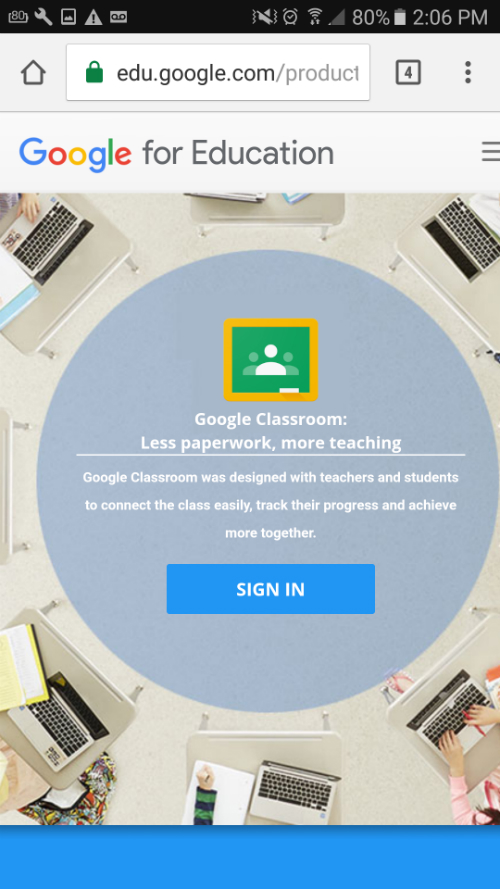 80 80% 2:06 PM
edu.google.com/product 4
Google for Education
Google Classroom:
Less paperwork, more teaching
Google Classroom was designed with teachers and students
to connect the class easily, track their progress and achieve
more together.
SIGN IN